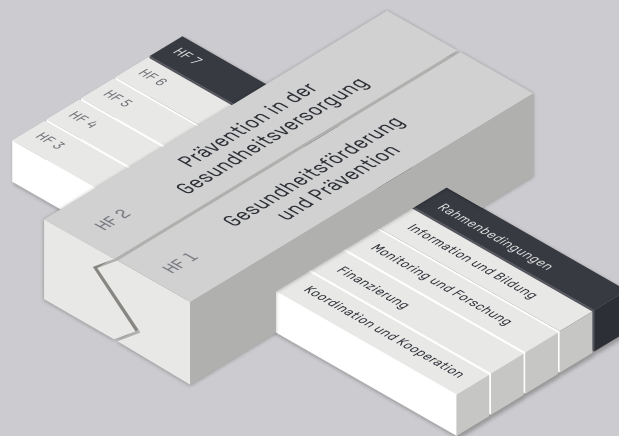 HF 7
HF 6
HF 5
HF 4
HF 3
HF 2
Prävention in der
Gesundheitsversorgung
HF 1
Gesundheitsförderung
und Prävention
Rahmenbedingungen
Information und Bildung
Monitoring und Forschung
Finanzierung
Koordination und Kooperation